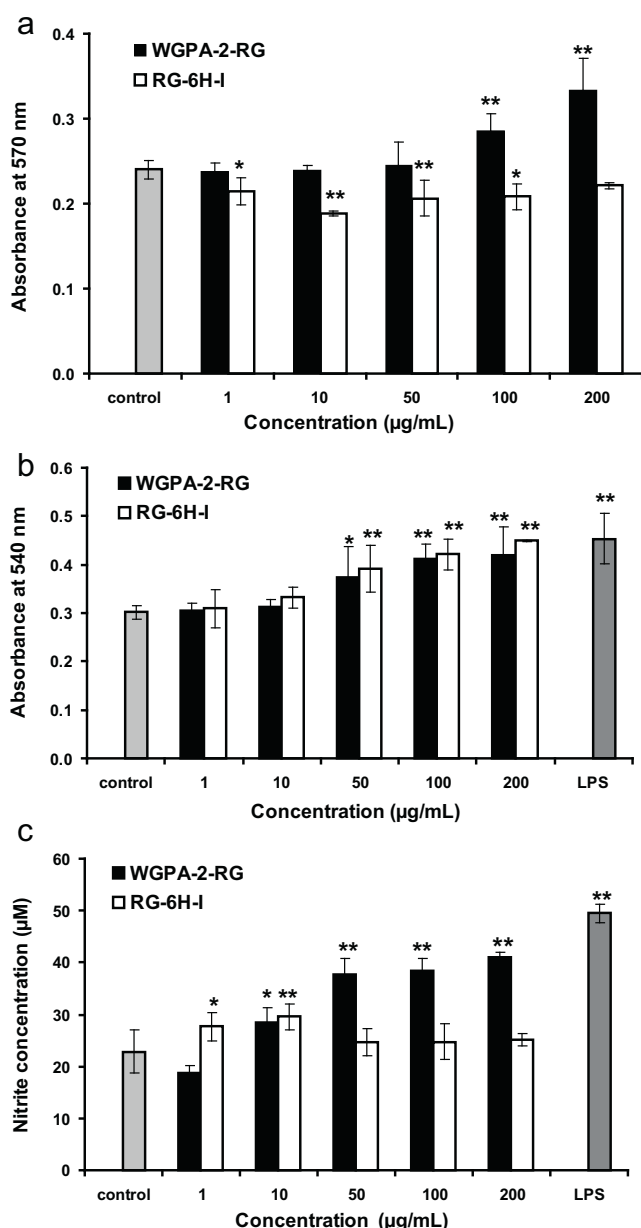 a
0.4
WGPA-2-RG
RG-6H-I
**
**
*
**
**
*
0.3
0.2
0.1
0.0
Absorbance at 570 nm
control 1 10 50 100 200
Concentration (µg/mL)
b
0.6
WGPA-2-RG
RG-6H-I
* ** ** ** ** ** **
0.5
0.4
0.3
0.2
0.1
0.0
Absorbance at 540 nm
control 1 10 50 100 200 LPS
Concentration (µg/mL)
c
60
WGPA-2-RG
RG-6H-I
* * ** ** ** ** **
50
40
30
20
10
0
Nitrite concentration (µM)
control 1 10 50 100 200 LPS
Concentration (µg/mL)